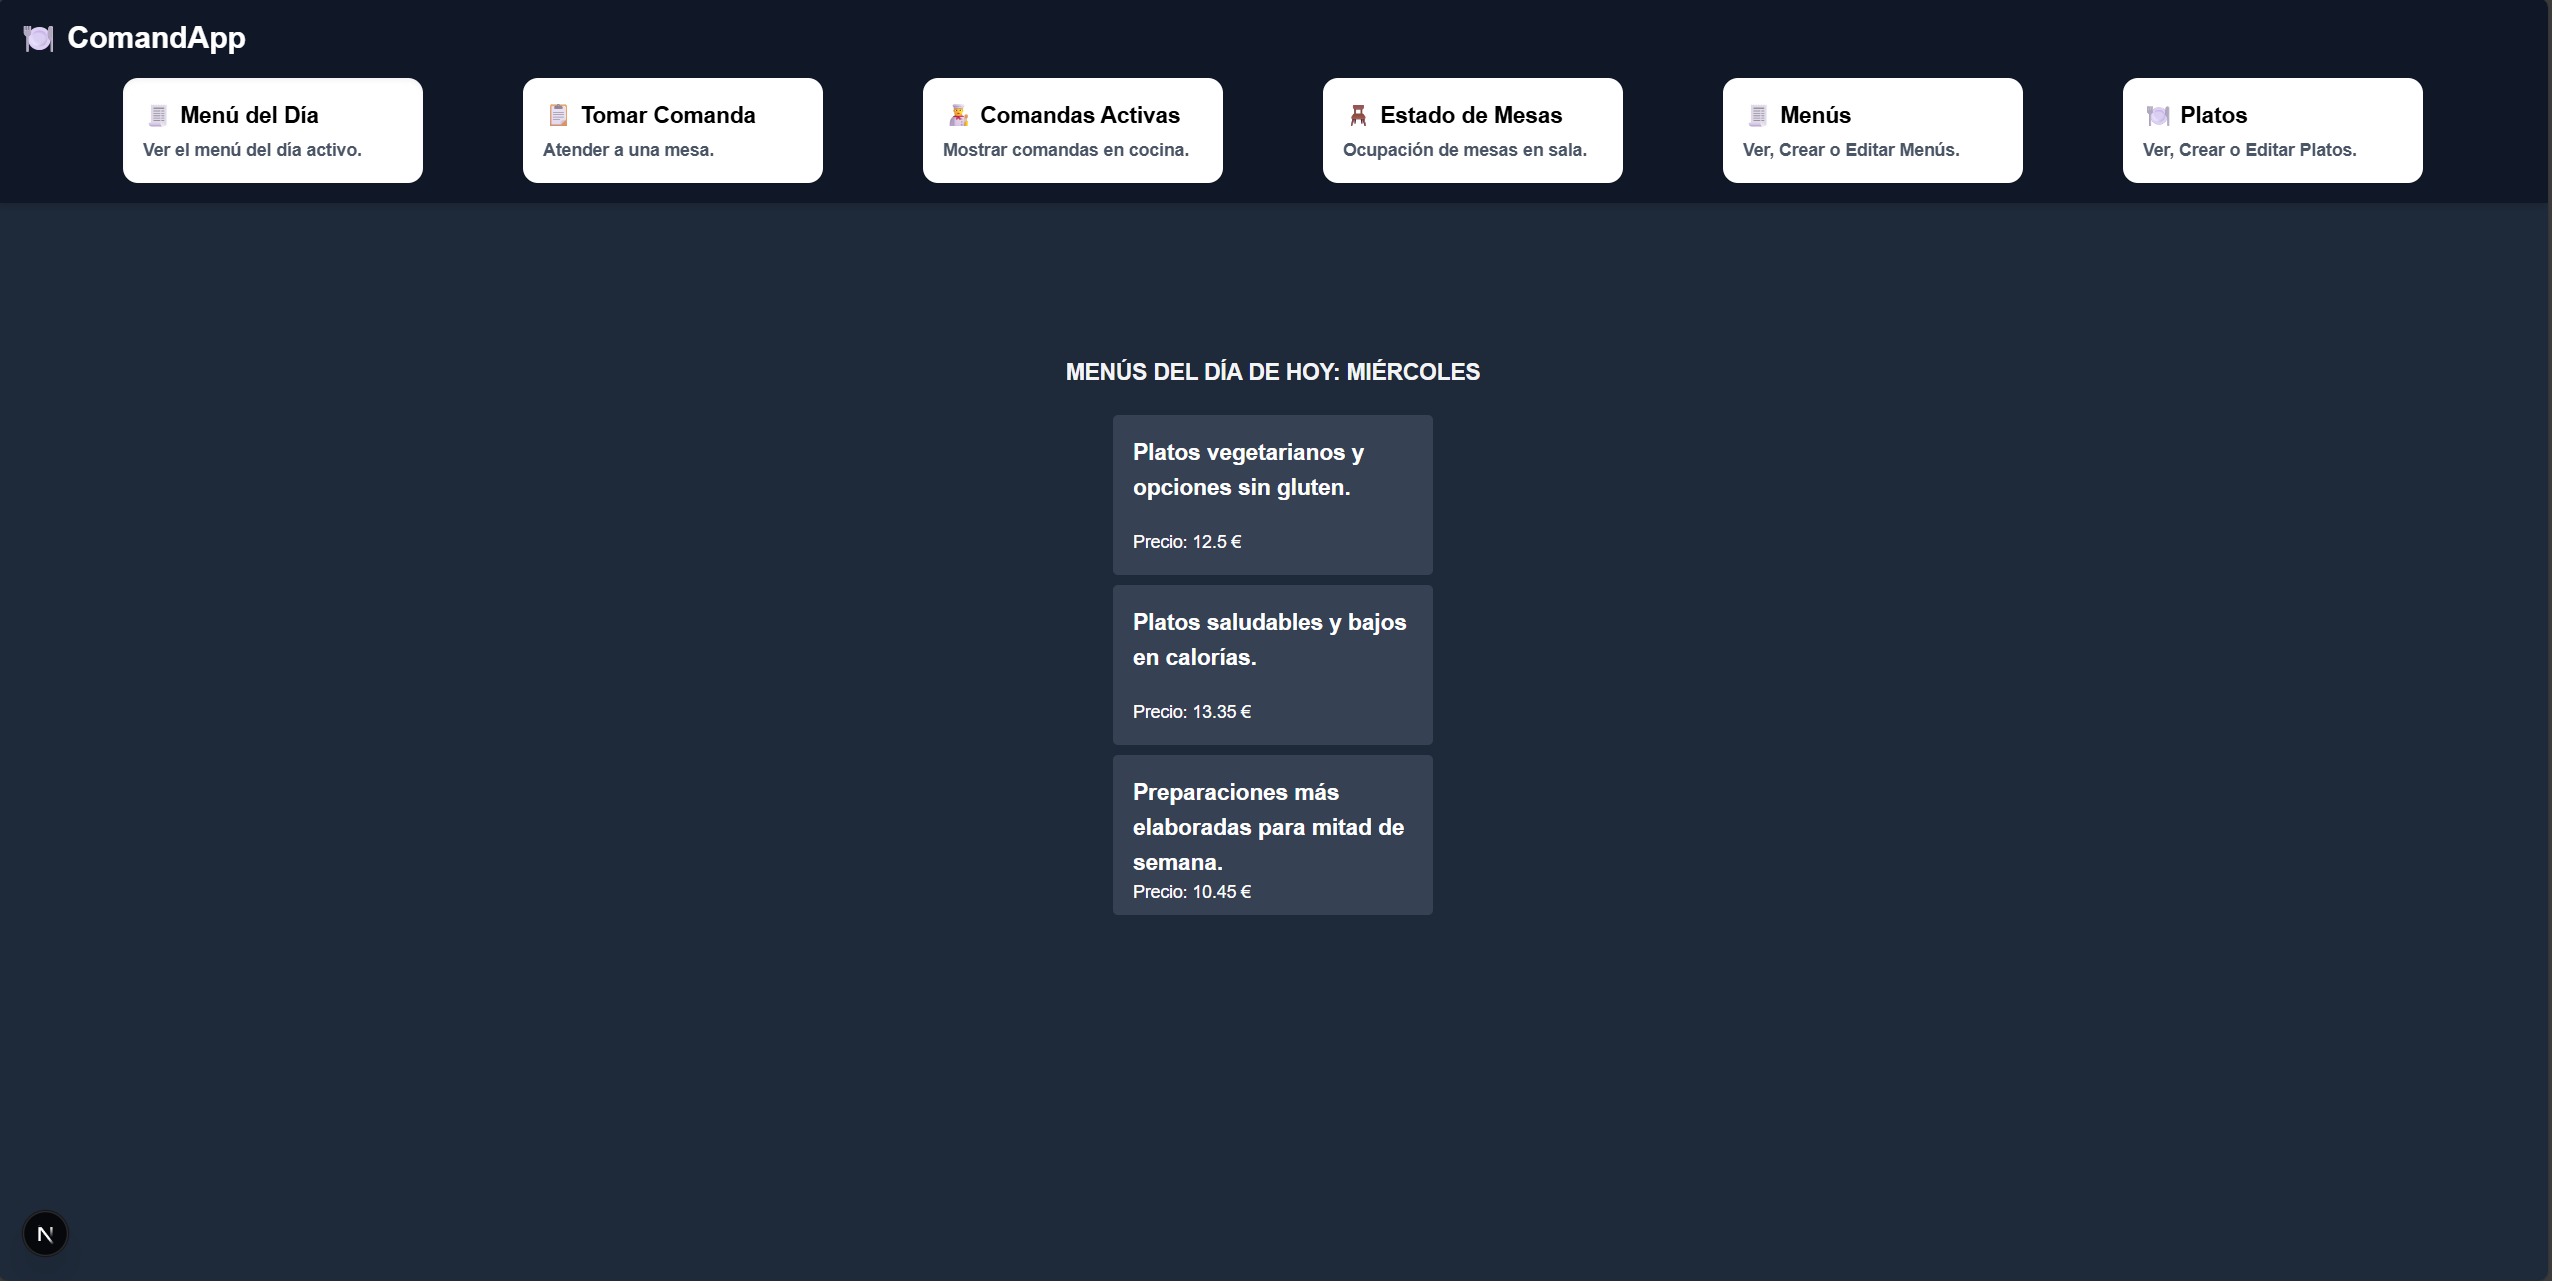 ComandApp
Menú del Día
Ver el menú del día activo.
Tomar Comanda
Atender a una mesa.
Comandas Activas
Mostrar comandas en cocina.
Estado de Mesas
Ocupación de mesas en sala.
Menús
Ver, Crear o Editar Menús.
Platos
Ver, Crear o Editar Platos.
MENÚS DEL DÍA DE HOY: MIÉRCOLES
Platos vegetarianos y
opciones sin gluten.
Precio: 12.5 €
Platos saludables y bajos
en calorías.
Precio: 13.35 €
Preparaciones más
elaboradas para mitad de
semana.
Precio: 10.45 €
N